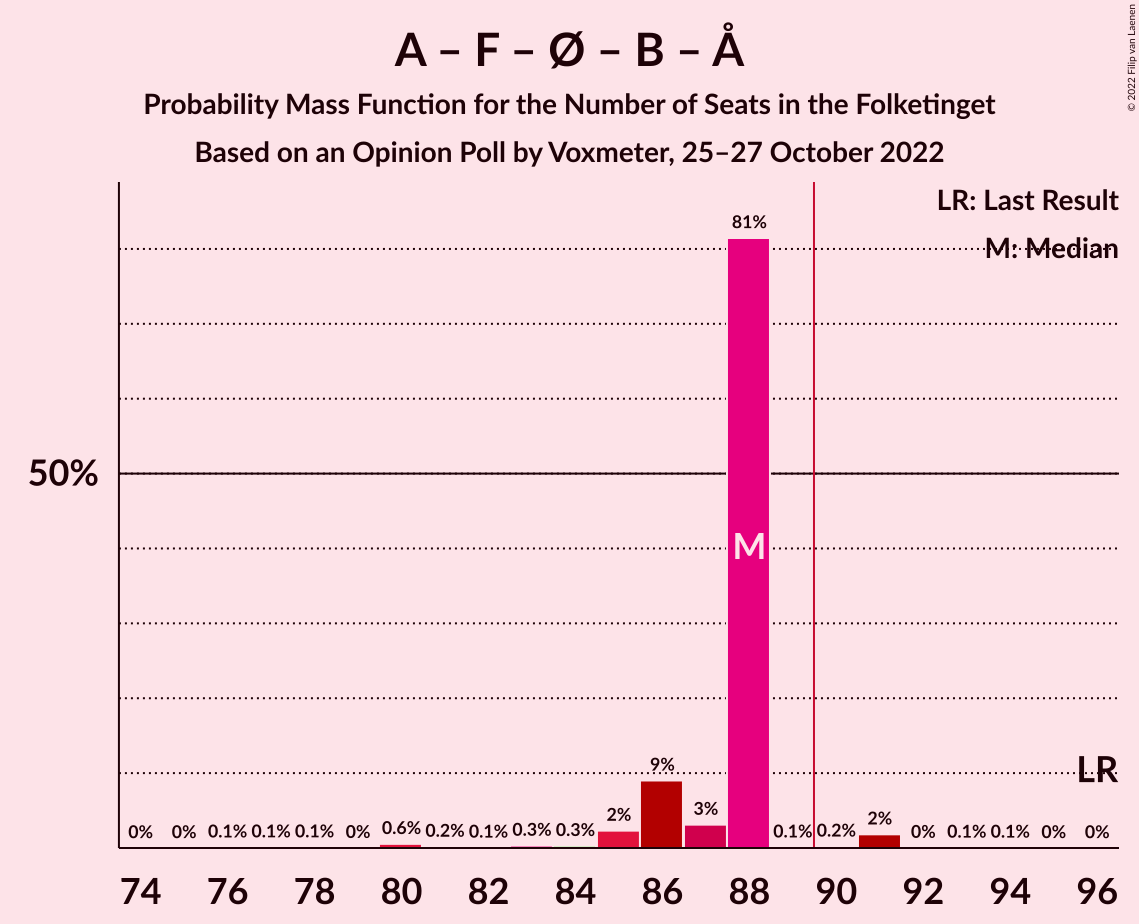 A – F – Ø – B – Å
Probability Mass Function for the Number of Seats in the Folketinget
Based on an Opinion Poll by Voxmeter, 25–27 October 2022
© 2022 Filip van Laenen
LR: Last Result
M: Median
50%
81%
M
LR
0% 0% 0.1% 0.1% 0.1% 0% 0.6% 0.2% 0.1% 0.3% 0.3% 2% 9% 3% 0.1% 0.2% 2% 0% 0.1% 0.1% 0% 0%
74 76 78 80 82 84 86 88 90 92 94 96